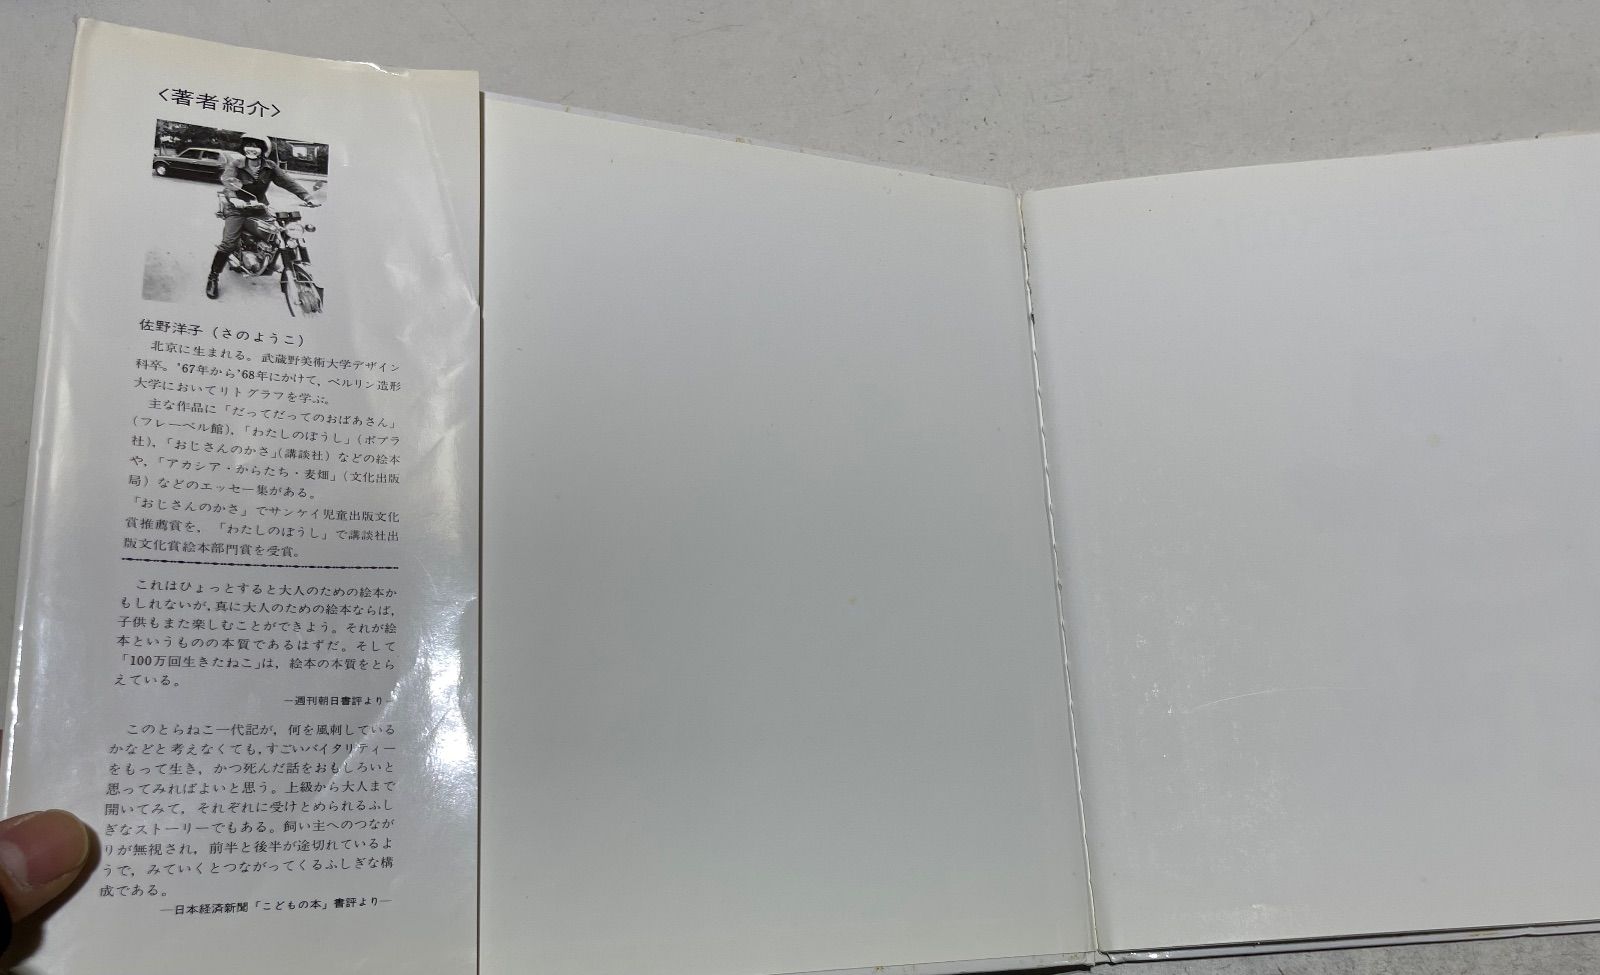 〈著者紹介〉
佐野洋子（さのようこ）
北京に生まれる。武蔵野美術大学デザイン
科卒。'67年から'68年にかけて，ベルリン造形
大学においてリトグラフを学ぶ。
主な作品に「だってだってのおばあさん」
（フレーベル館），「わたしのぼうし」（ポプラ
社），「おじさんのかさ」（講談社）などの絵本
や，「アカシア・からたち・麦畑」（文化出版
局）などのエッセー集がある。
「おじさんのかさ」でサンケイ児童出版文化
賞推薦賞を，「わたしのぼうし」で講談社出
版文化賞絵本部門賞を受賞。
これはひょっとすると大人のための絵本か
もしれないが，真に大人のための絵本ならば，
子供もまた楽しむことができよう。それが絵
本というものの本質であるはずだ。そして
「100万回生きたねこ」は，絵本の本質をとら
えている。
―週刊朝日書評より―
このとらねこ一代記が，何を風刺している
かなどと考えなくても，すごいバイタリティー
をもって生き，かつ死んだ話をおもしろいと
思ってみればよいと思う。上級から大人まで
開いてみて，それぞれに受けとめられるふし
ぎなストーリーでもある。飼い主へのつなが
りが無視され，前半と後半が途切れているよ
うで，みていくとつながってくるふしぎな構
成である。
―日本経済新聞「こどもの本」書評より―